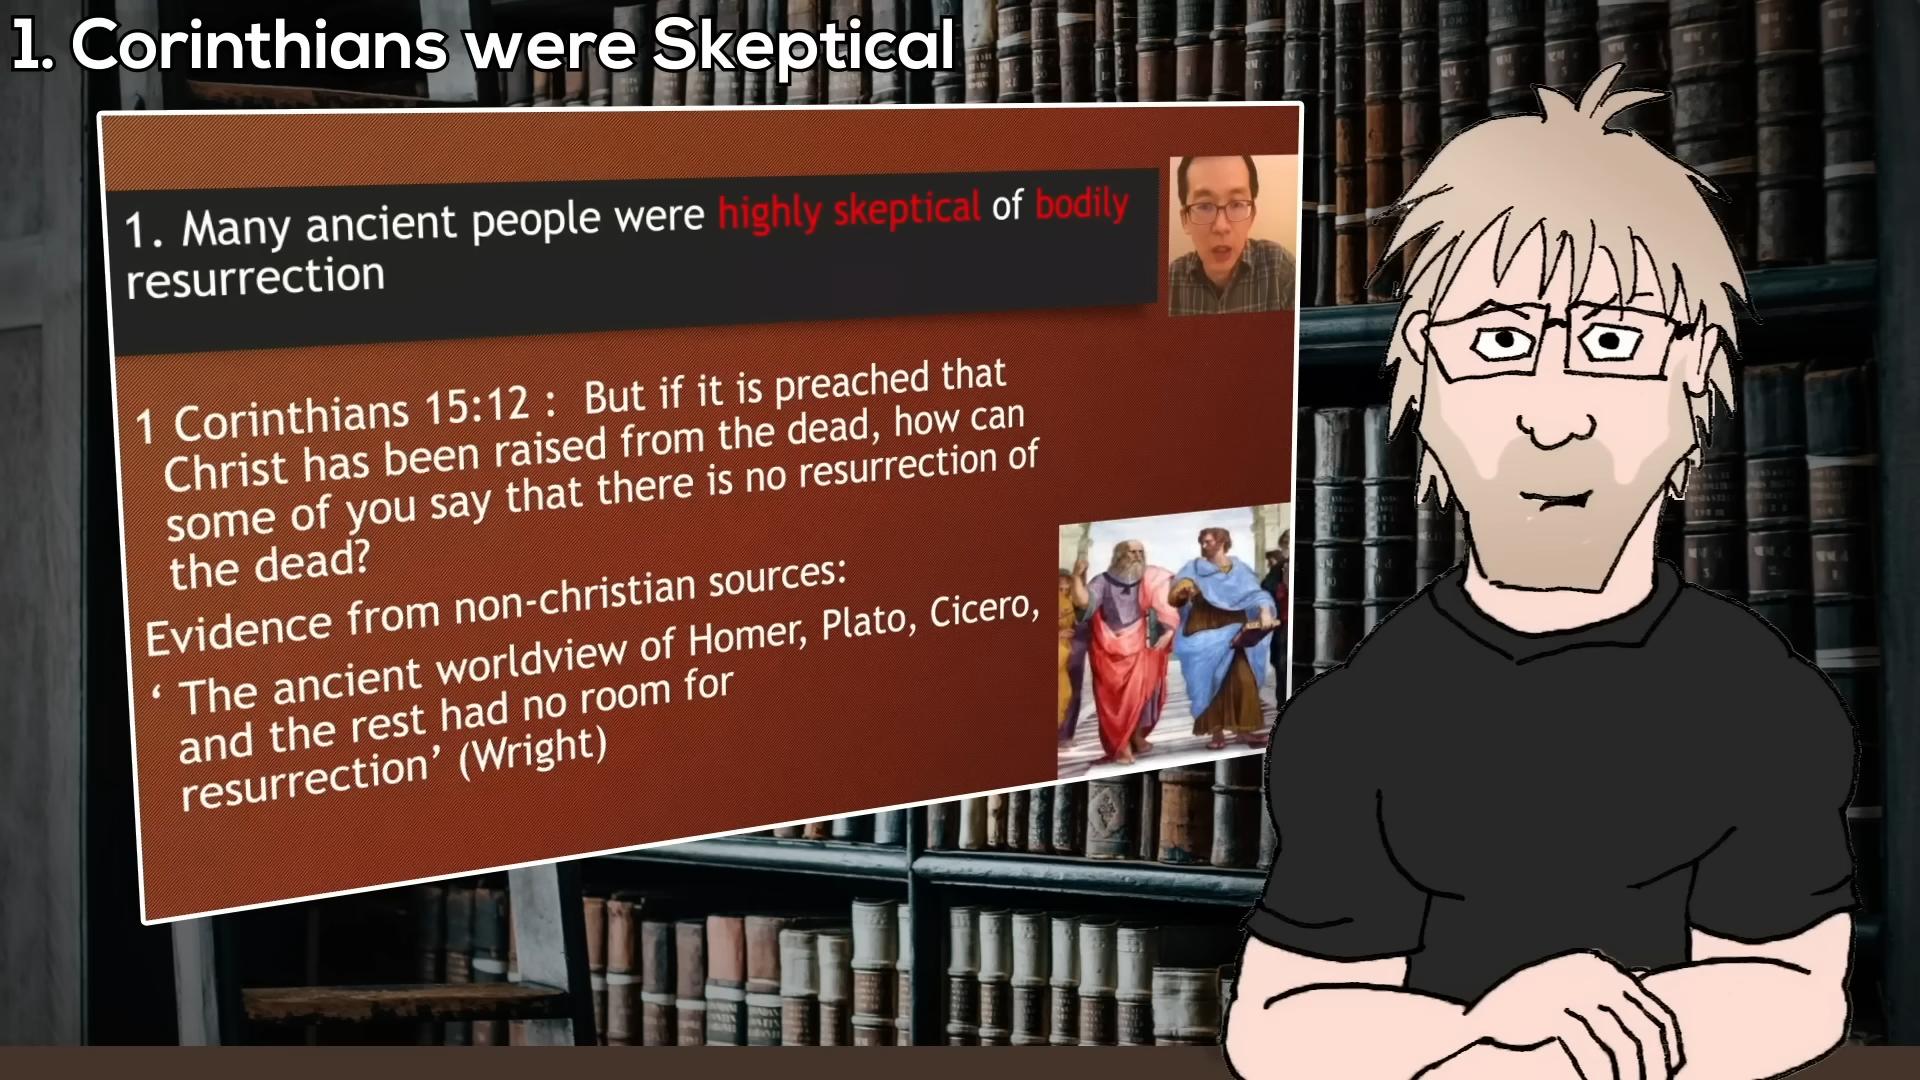 1. Corinthians were Skeptical
1. Many ancient people were highly skeptical of bodily
resurrection
1 Corinthians 15:12 : But if it is preached that
Christ has been raised from the dead, how can
some of you say that there is no resurrection of
the dead?
Evidence from non-christian sources:
‘ The ancient worldview of Homer, Plato, Cicero,
and the rest had no room for
resurrection’ (Wright)